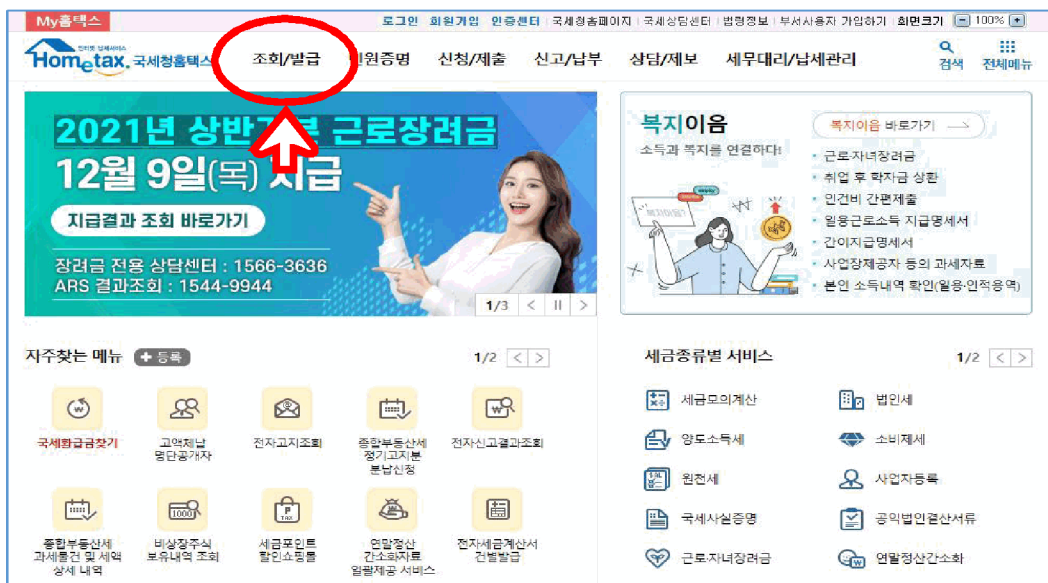 My홈택스
로그인 회원가입 인증센터 국세청홈페이지 국세상담센터 법령정보 부서사용자 가입하기 화면크기 100%
인터넷 납세서비스
Hometax. 국세청홈택스
조회/발급 민원증명 신청/제출 신고/납부 상담/제보 세무대리/납세관리
검색 전체메뉴
2021년 상반기분 근로장려금
12월 9일(목) 지급
지급결과 조회 바로가기
장려금 전용 상담센터 : 1566-3636
ARS 결과조회 : 1544-9944
1/3
복지이음
소득과 복지를 연결하다!
복지이음 바로가기
복지이음?
근로·자녀장려금
취업 후 학자금 상환
인건비 간편제출
일용근로소득 지급명세서
간이지급명세서
사업장제공자 등의 과세자료
본인 소득내역 확인(일용·인적용역)
자주찾는 메뉴 등록 1/2
국세환급금찾기
고액체납
명단공개자
전자고지조회
종합부동산세
정기고지분
분납신청
전자신고결과조회
종합부동산세
과세물건 및 세액
상세 내역
비상장주식
보유내역 조회
세금포인트
할인쇼핑몰
연말정산
간소화자료
일괄제공 서비스
전자세금계산서
건별발급
세금종류별 서비스 1/2
세금모의계산 법인세
양도소득세 소비제세
원천세 사업자등록
국세사실증명 공익법인결산서류
근로·자녀장려금 연말정산간소화